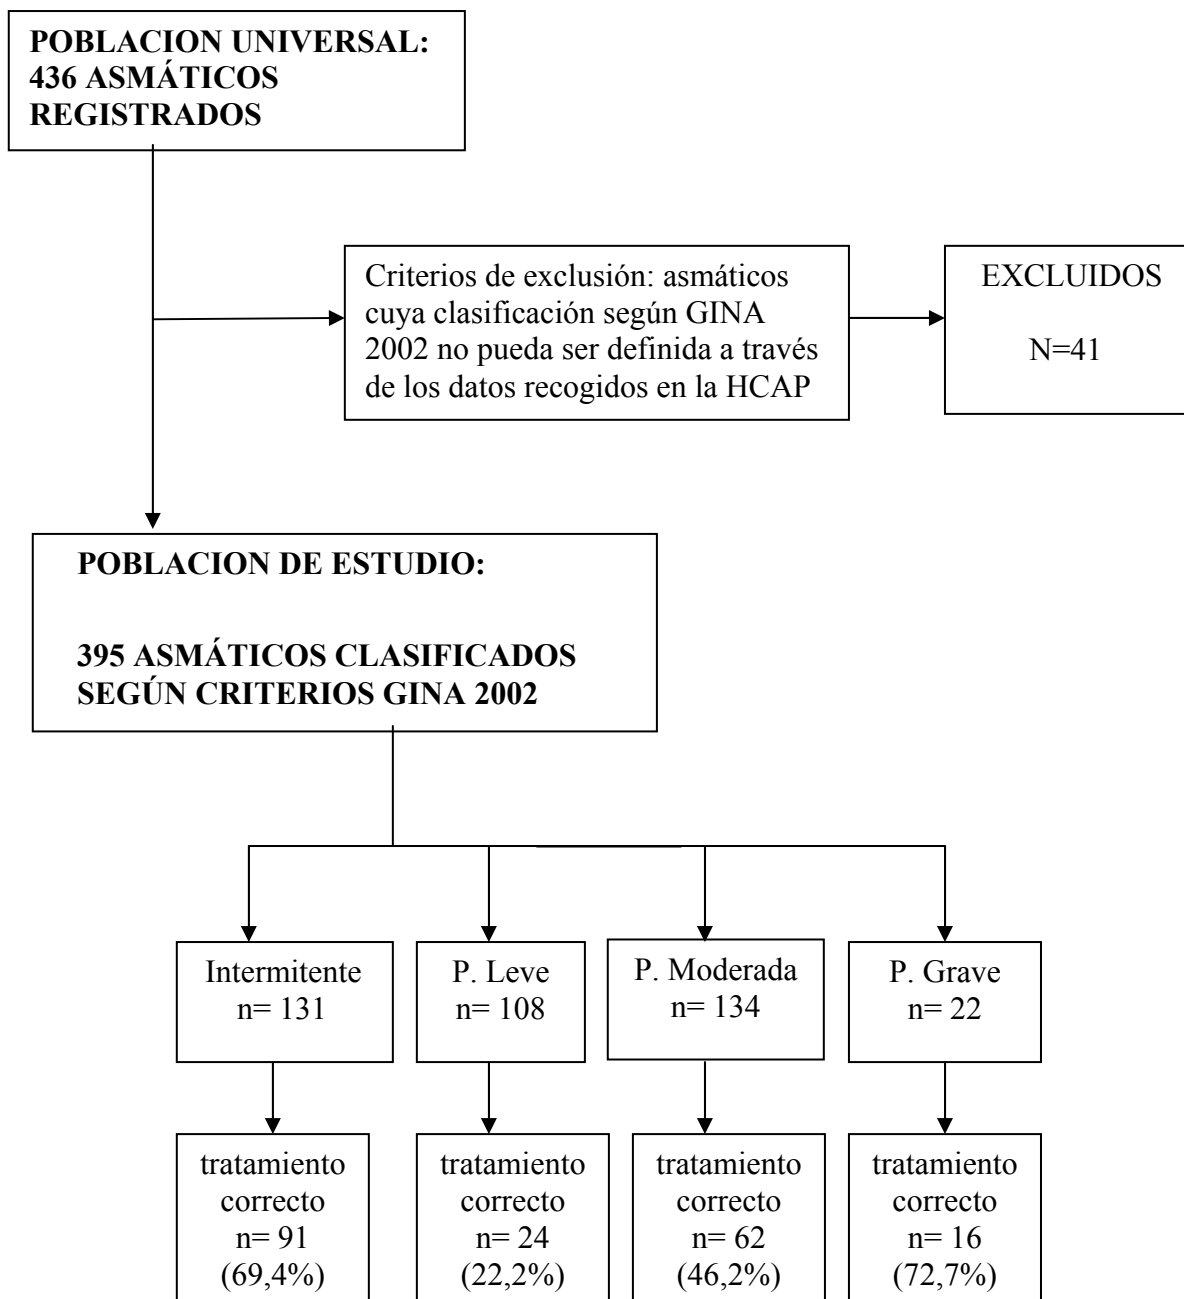 POBLACION UNIVERSAL:
436 ASMÁTICOS
REGISTRADOS
Criterios de exclusión: asmáticos
cuya clasificación según GINA
2002 no pueda ser definida a través
de los datos recogidos en la HCAP
EXCLUIDOS
N=41
POBLACION DE ESTUDIO:
395 ASMÁTICOS CLASIFICADOS
SEGÚN CRITERIOS GINA 2002
Intermitente
n= 131
P. Leve
n= 108
P. Moderada
n= 134
P. Grave
n= 22
tratamiento
correcto
n= 91
(69,4%)
tratamiento
correcto
n= 24
(22,2%)
tratamiento
correcto
n= 62
(46,2%)
tratamiento
correcto
n= 16
(72,7%)